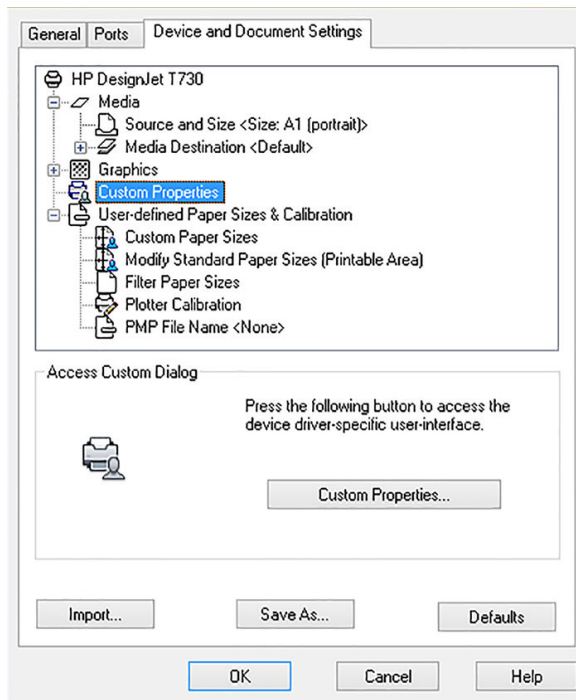 General Ports Device and Document Settings
HP DesignJet T730
Media
Source and Size <Size: A1 (portrait)>
Media Destination <Default>
Graphics
Custom Properties
User-defined Paper Sizes & Calibration
Custom Paper Sizes
Modify Standard Paper Sizes (Printable Area)
Filter Paper Sizes
Plotter Calibration
PMP File Name <None>
Access Custom Dialog
Press the following button to access the
device driver-specific user-interface.
Custom Properties...
Import... Save As... Defaults
OK Cancel Help